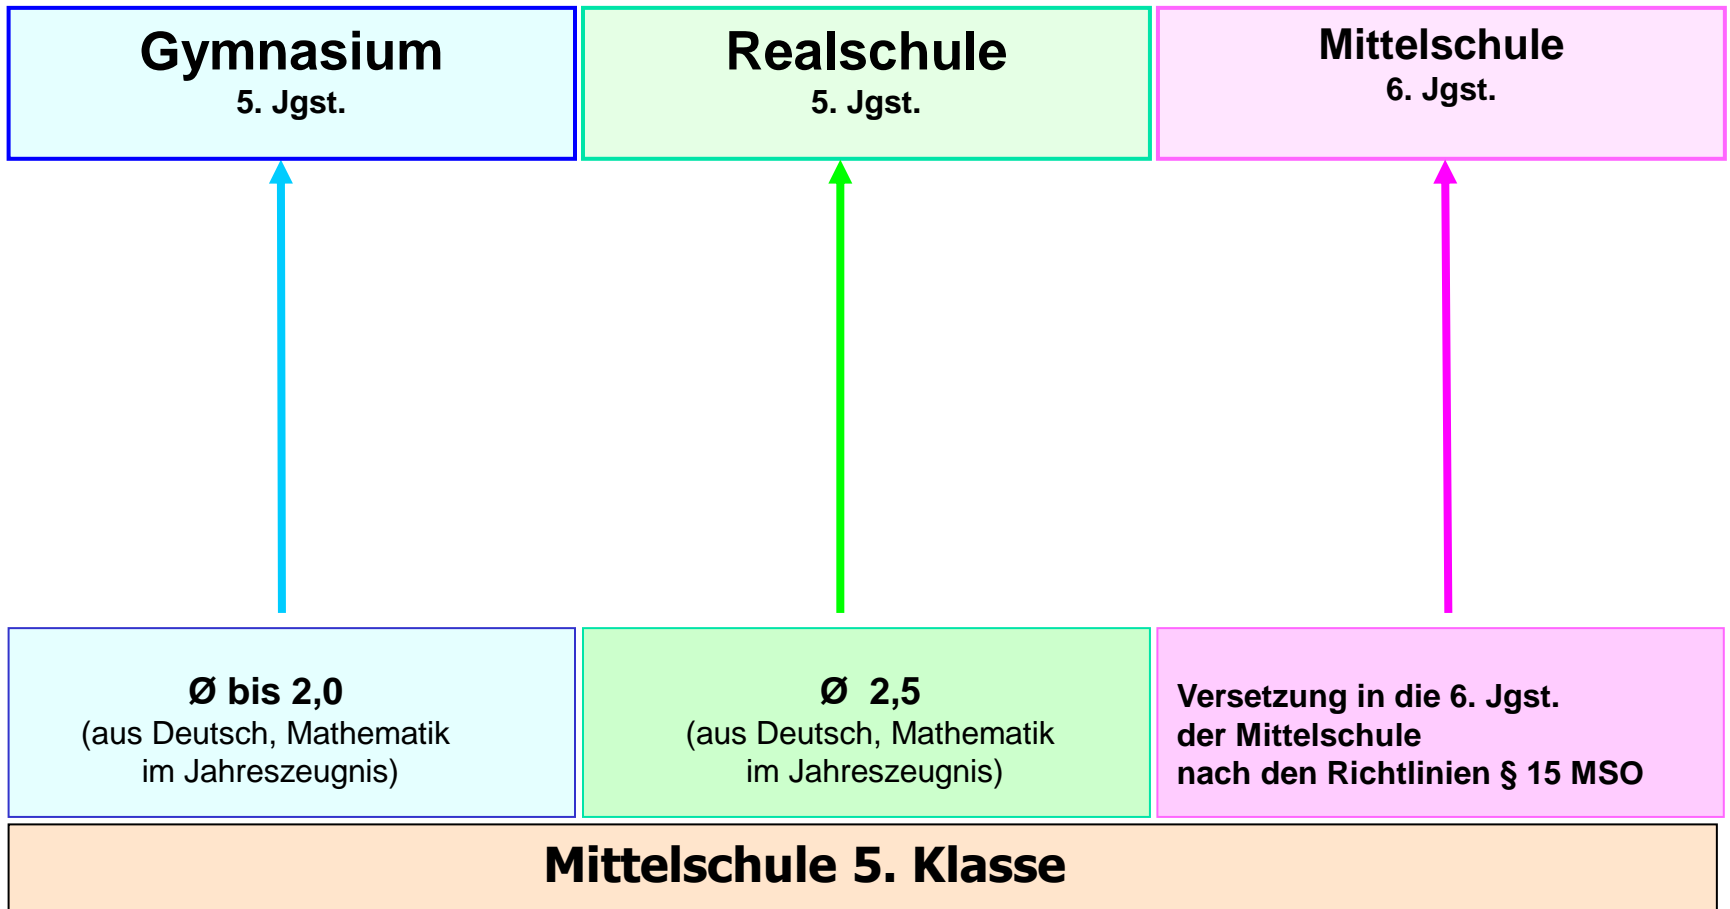 Gymnasium
5. Jgst.
Realschule
5. Jgst.
Mittelschule
6. Jgst.
Ø bis 2,0
(aus Deutsch, Mathematik
im Jahreszeugnis)
Ø 2,5
(aus Deutsch, Mathematik
im Jahreszeugnis)
Versetzung in die 6. Jgst.
der Mittelschule
nach den Richtlinien § 15 MSO
Mittelschule 5. Klasse